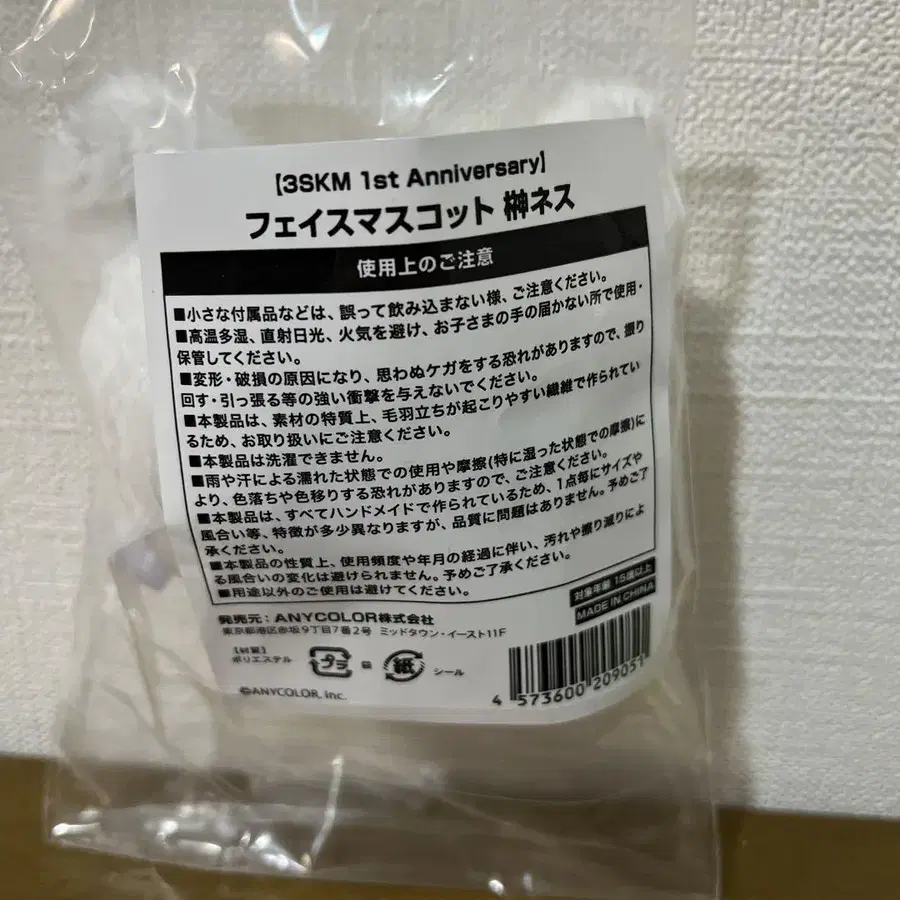 【3SKM 1st Anniversary】
フェイスマスコット 榊ネス
使用上のご注意
■小さな付属品などは、誤って飲み込まない様、ご注意ください。
■高温多湿、直射日光、火気を避け、お子さまの手の届かない所で使用・
保管してください。
■変形・破損の原因になり、思わぬケガをする恐れがありますので、振り
回す・引っ張る等の強い衝撃を与えないでください。
■本製品は、素材の特質上、毛羽立ちが起こりやすい繊維で作られてい
るため、お取り扱いにご注意ください。
■本製品は洗濯できません。
■雨や汗による濡れた状態での使用や摩擦(特に湿った状態での摩擦)に
より、色落ちや色移りする恐れがありますので、ご注意ください。
■本製品は、すべてハンドメイドで作られているため、1点毎にサイズや
風合い等、特徴が多少異なりますが、品質に問題はありません。予めご了
承ください。
■本製品の性質上、使用頻度や年月の経過に伴い、汚れや擦り減りによ
る風合いの変化は避けられません。予めご了承ください。
■用途以外のご使用は避けてください。
対象年齢 15歳以上
MADE IN CHINA
発売元：ANYCOLOR株式会社
東京都港区赤坂9丁目7番2号 ミッドタウン・イースト11F
【材質】
ポリエステル
プラ 袋 紙 シール
©ANYCOLOR, Inc.
4 573600 209051